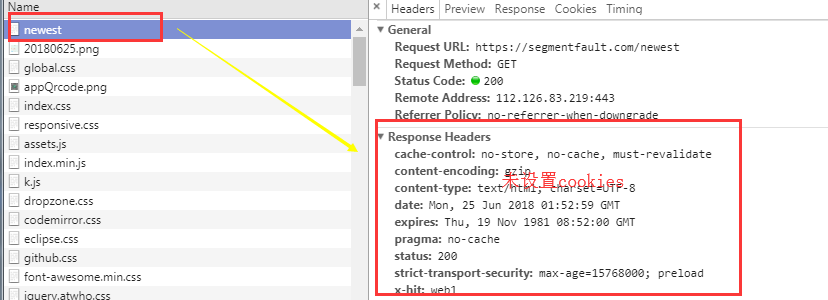 Name
newest
20180625.png
global.css
appQrcode.png
index.css
responsive.css
assets.js
index.min.js
k.js
dropzone.css
codemirror.css
eclipse.css
github.css
font-awesome.min.css
jquery.atwho.css
× Headers Preview Response Cookies Timing
▼ General
Request URL: https://segmentfault.com/newest
Request Method: GET
Status Code: 200
Remote Address: 112.126.83.219:443
Referrer Policy: no-referrer-when-downgrade
▼ Response Headers
cache-control: no-store, no-cache, must-revalidate
content-encoding: gzip
未设置cookies
content-type: text/html; charset=UTF-8
date: Mon, 25 Jun 2018 01:52:59 GMT
expires: Thu, 19 Nov 1981 08:52:00 GMT
pragma: no-cache
status: 200
strict-transport-security: max-age=15768000; preload
x-hit: web1